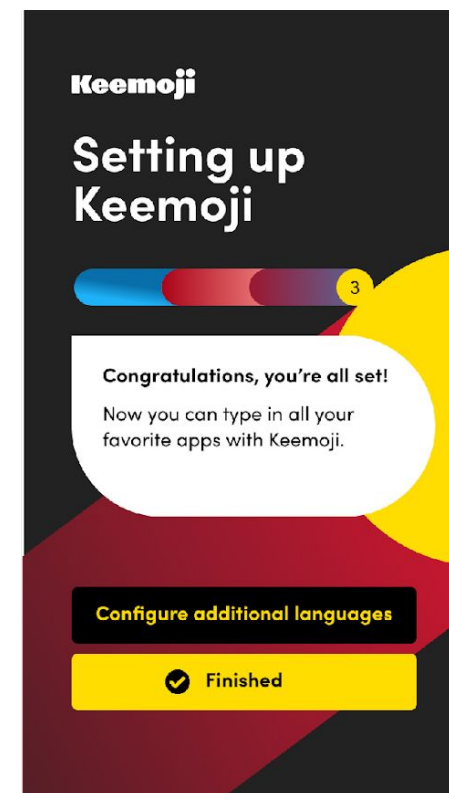 Keemoji
Setting up
Keemoji
3
Congratulations, you're all set!
Now you can type in all your
favorite apps with Keemoji.
Configure additional languages
Finished